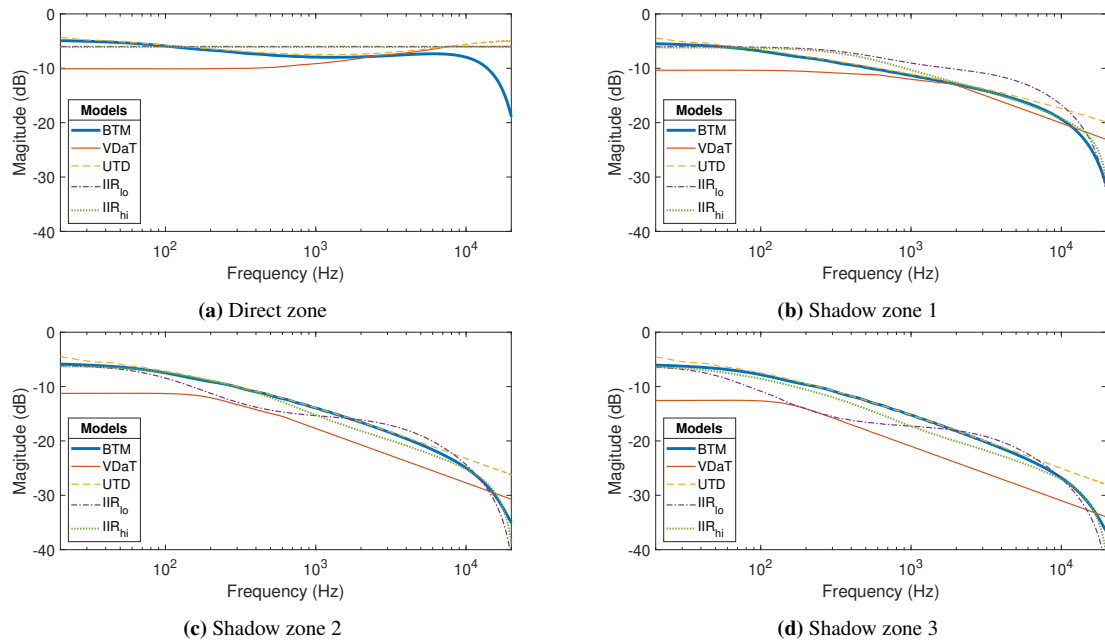 0
-10
-20
-30
-40
Magitude (dB)
Models
BTM
VDaT
UTD
IIR_lo
IIR_hi
10^2
10^3
10^4
Frequency (Hz)
(a) Direct zone
0
-10
-20
-30
-40
Magitude (dB)
Models
BTM
VDaT
UTD
IIR_lo
IIR_hi
10^2
10^3
10^4
Frequency (Hz)
(b) Shadow zone 1
0
-10
-20
-30
-40
Magitude (dB)
Models
BTM
VDaT
UTD
IIR_lo
IIR_hi
10^2
10^3
10^4
Frequency (Hz)
(c) Shadow zone 2
0
-10
-20
-30
-40
Magitude (dB)
Models
BTM
VDaT
UTD
IIR_lo
IIR_hi
10^2
10^3
10^4
Frequency (Hz)
(d) Shadow zone 3